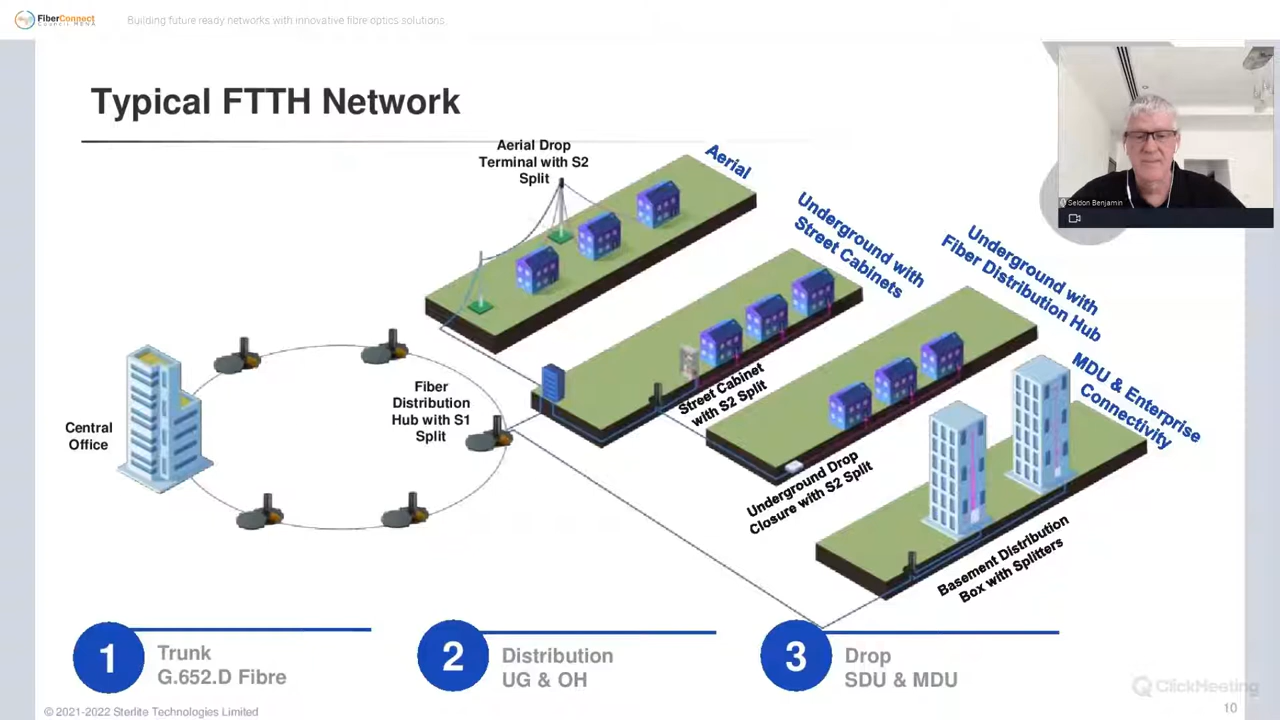 FiberConnect
Council MENA
Building future ready networks with innovative fibre optics solutions
Typical FTTH Network
Seldon Benjamin
Aerial Drop
Terminal with S2
Split
Aerial
Underground with
Street Cabinets
Underground with
Fiber Distribution Hub
MDU & Enterprise
Connectivity
Central
Office
Fiber
Distribution
Hub with S1
Split
Street Cabinet
with S2 Split
Underground Drop
Closure with S2 Split
Basement Distribution
Box with Splitters
1
Trunk
G.652.D Fibre
2
Distribution
UG & OH
3
Drop
SDU & MDU
ClickMeeting
© 2021-2022 Sterlite Technologies Limited
10